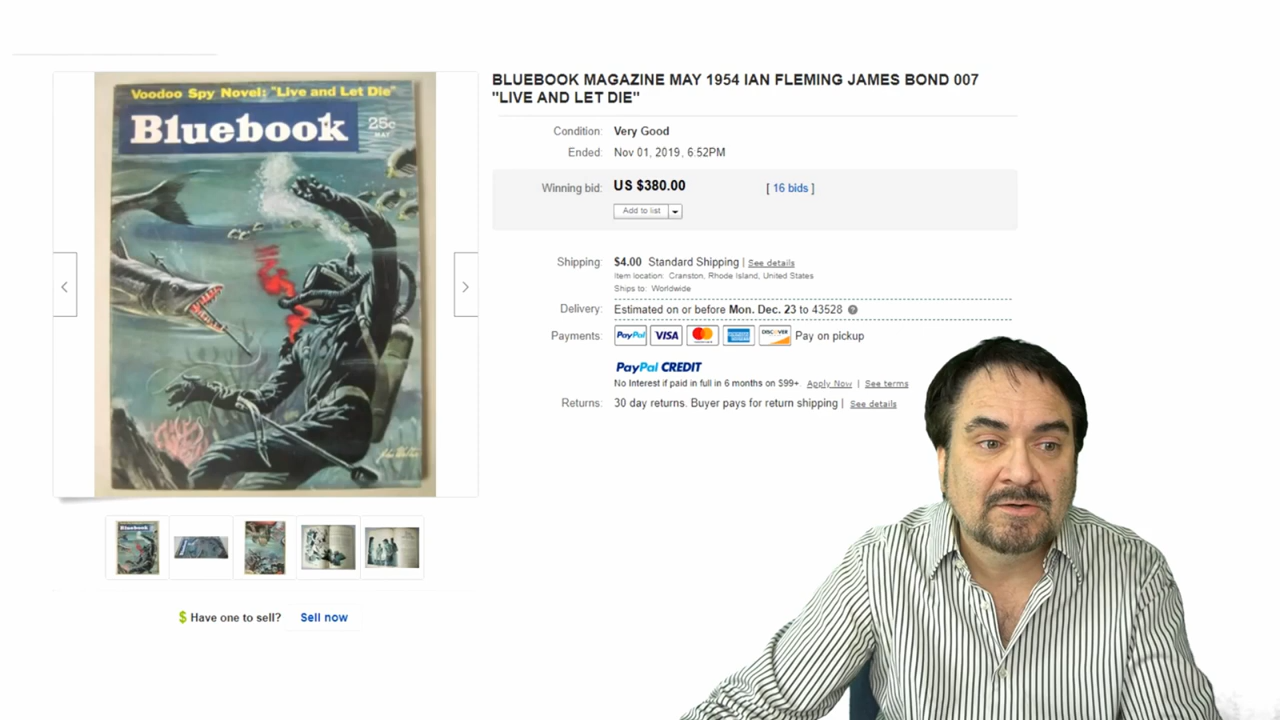 Voodoo Spy Novel: "Live and Let Die"
Bluebook
25c
MAY
BLUEBOOK MAGAZINE MAY 1954 IAN FLEMING JAMES BOND 007
"LIVE AND LET DIE"
Condition: Very Good
Ended: Nov 01, 2019, 6:52PM
Winning bid: US $380.00 [ 16 bids ]
Add to list
Shipping: $4.00 Standard Shipping | See details
Item location: Cranston, Rhode Island, United States
Ships to: Worldwide
Delivery: Estimated on or before Mon. Dec. 23 to 43528 ?
Payments: PayPal VISA DISCOVER Pay on pickup
PayPal CREDIT
No Interest if paid in full in 6 months on $99+. Apply Now | See terms
Returns: 30 day returns. Buyer pays for return shipping | See details
Bluebook
$ Have one to sell? Sell now